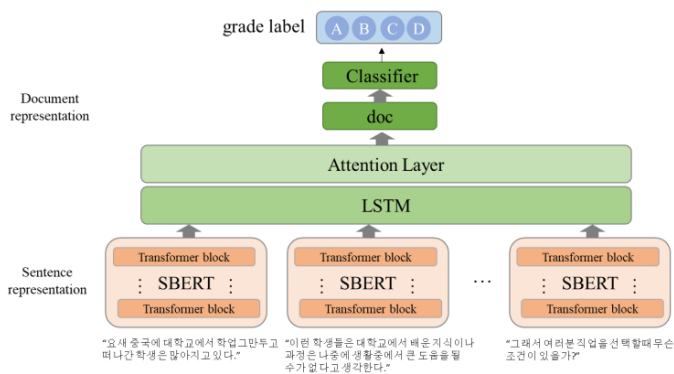 grade label
A B C D
Classifier
Document
representation
doc
Attention Layer
LSTM
Transformer block
⋮ SBERT ⋮
Transformer block
Transformer block
⋮ SBERT ⋮
Transformer block
...
Transformer block
⋮ SBERT ⋮
Transformer block
Sentence
representation
“요새 중국에 대학교에서 학업그만두고
떠나간 학생은 많아지고 있다.”
“이런 학생들은 대학교에서 배운 지식이나
과정은 나중에 생활중에서 큰 도움을 될
수가 없다고 생각한다.”
“그래서 여러분 직업을 선택할때 무슨
조건이 있을가?”